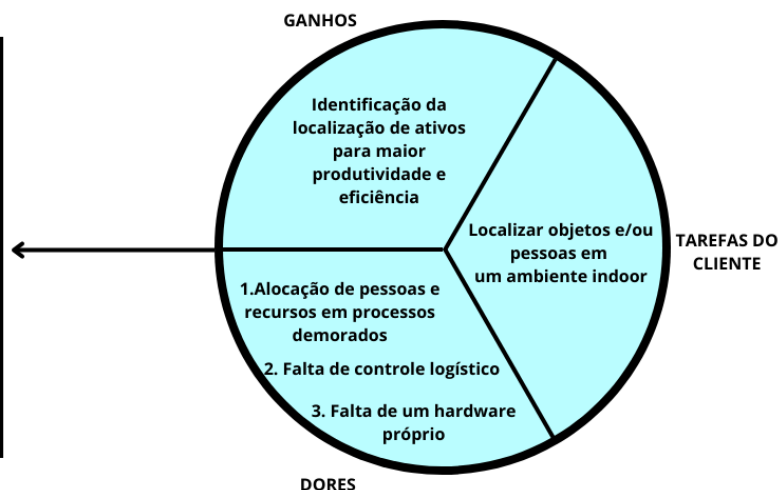 GANHOS
Identificação da
localização de ativos
para maior
produtividade e
eficiência
Localizar objetos e/ou
pessoas em
um ambiente indoor
TAREFAS DO
CLIENTE
1.Alocação de pessoas e
recursos em processos
demorados
2. Falta de controle logístico
3. Falta de um hardware
próprio
DORES